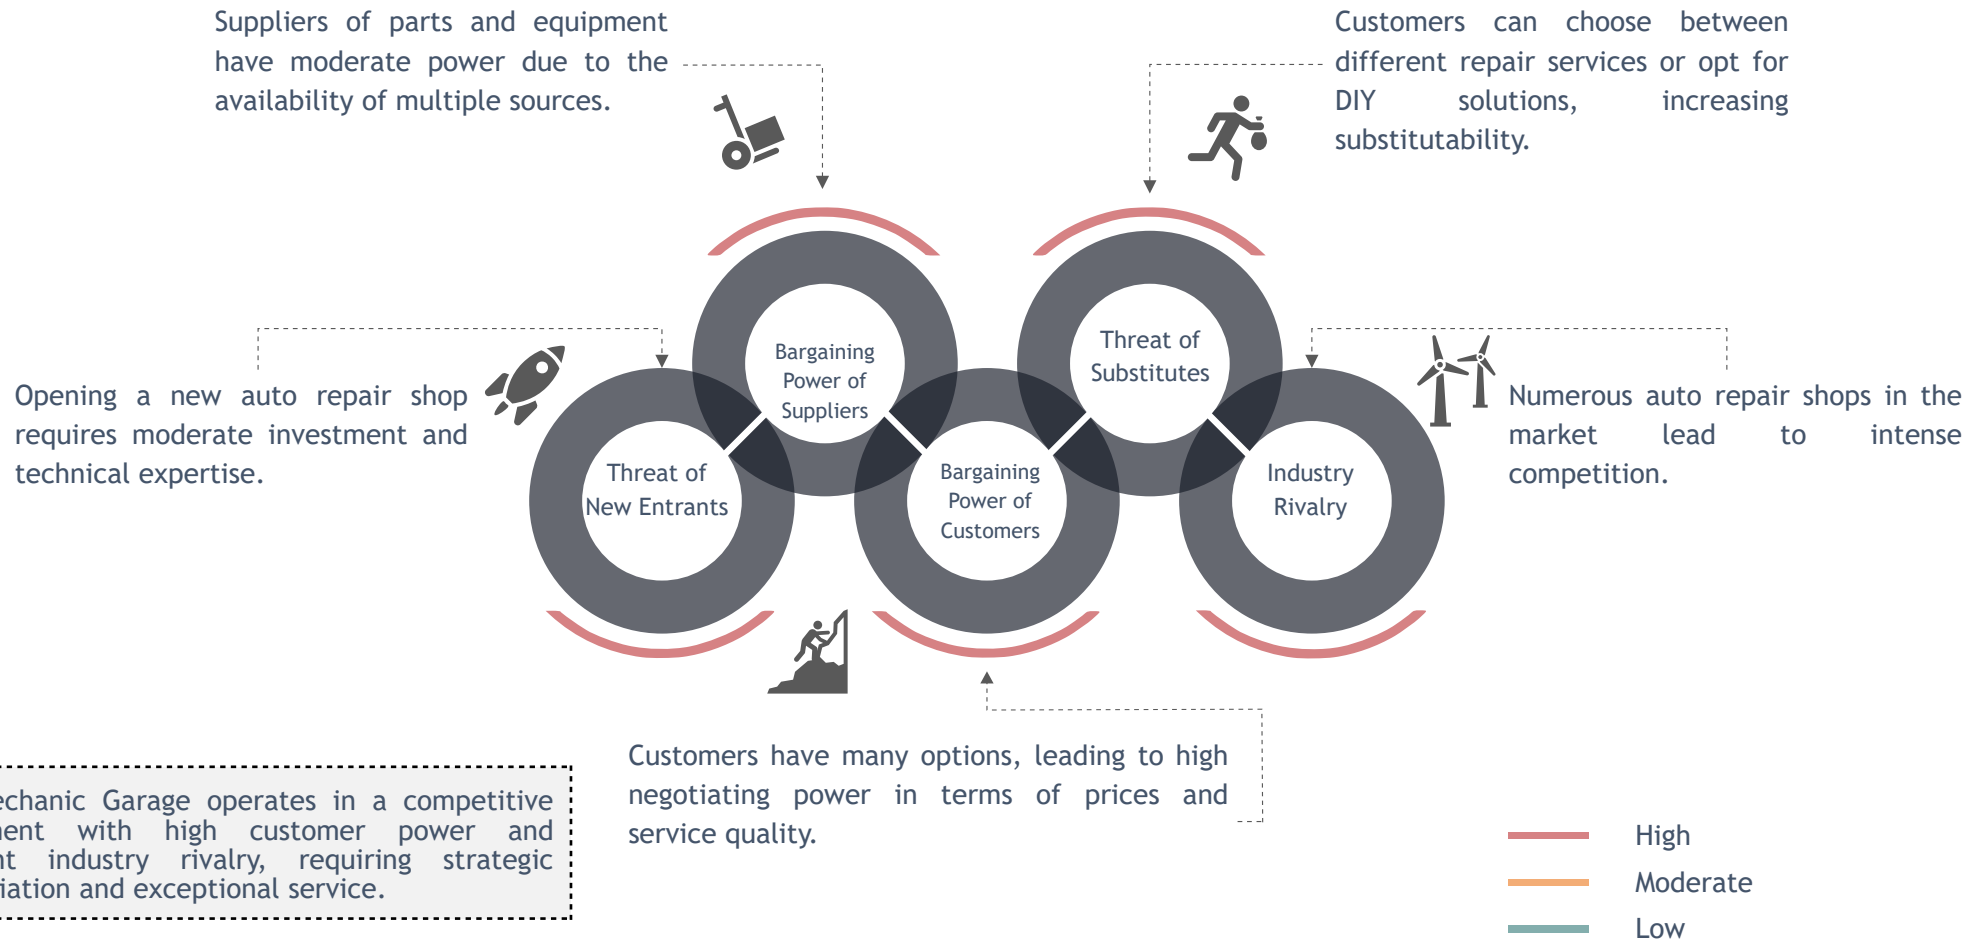 Suppliers of parts and equipment
have moderate power due to the
availability of multiple sources.
Customers can choose between
different repair services or opt for
DIY solutions, increasing
substitutability.
Opening a new auto repair shop
requires moderate investment and
technical expertise.
Bargaining
Power of
Suppliers
Threat of
Substitutes
Numerous auto repair shops in the
market lead to intense
competition.
Threat of
New Entrants
Bargaining
Power of
Customers
Industry
Rivalry
Customers have many options, leading to high
negotiating power in terms of prices and
service quality.
Garage operates in a competitive
with high customer power and
industry rivalry, requiring strategic
and exceptional service.
High
Moderate
Low